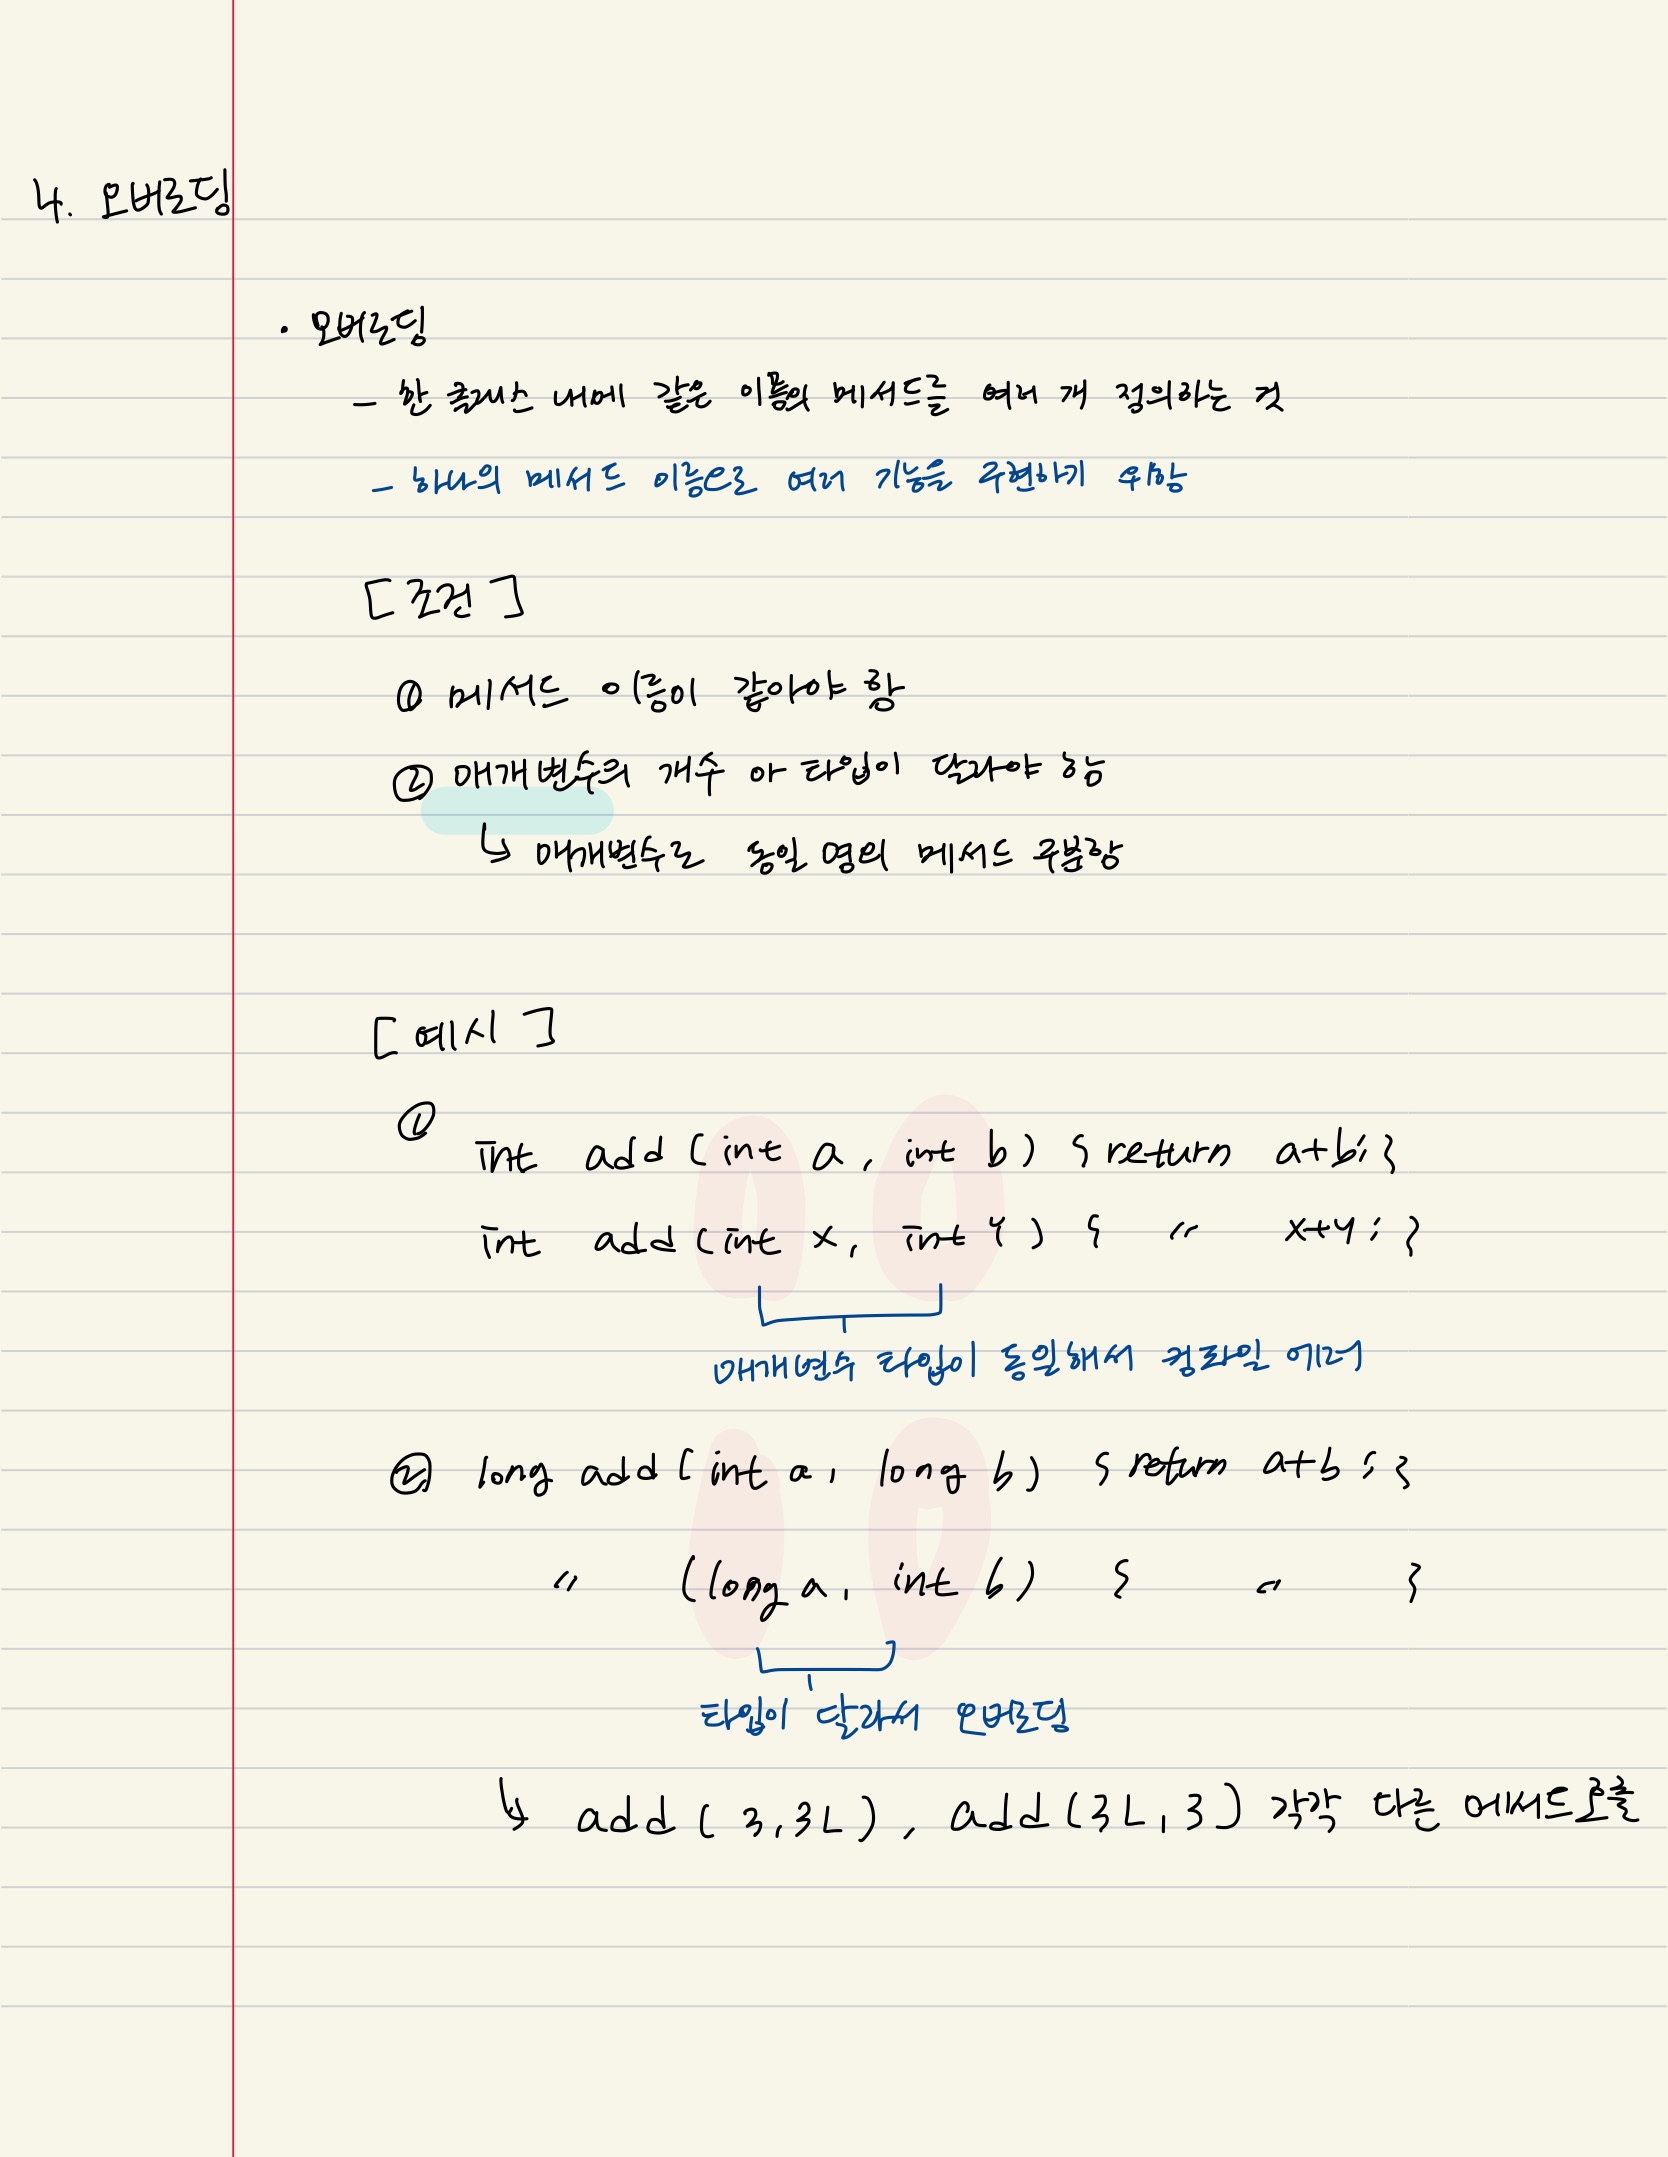 4. 오버로딩
· 오버로딩
- 한 클래스 내에 같은 이름의 메서드를 여러 개 정의하는 것
- 하나의 메서드 이름으로 여러 기능을 구현하기 위함
[조건]
① 메서드 이름이 같아야 함
② 매개변수의 개수 아 타입이 달라야 함
↳ 매개변수로 동일 명의 메서드 구분함
[예시]
①
int add (int a, int b) { return a+b; }
int add (int x, int y) { 〃 x+y; }
매개변수 타입이 동일해서 컴파일 에러
② long add (int a, long b) { return a+b; }
〃 (long a, int b) { 〃 }
타입이 달라서 오버로딩
↳ add (3, 3L), add (3L, 3) 각각 다른 메서드 호출